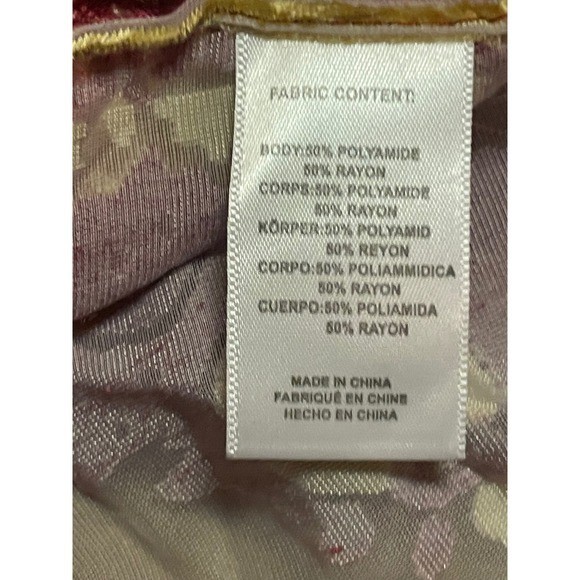 FABRIC CONTENT:
BODY:50% POLYAMIDE
50% RAYON
CORPS:50% POLYAMIDE
50% RAYON
KÖRPER:50% POLYAMID
50% REYON
CORPO:50% POLIAMMIDICA
50% RAYON
CUERPO:50% POLIAMIDA
50% RAYON
MADE IN CHINA
FABRIQUÉ EN CHINE
HECHO EN CHINA